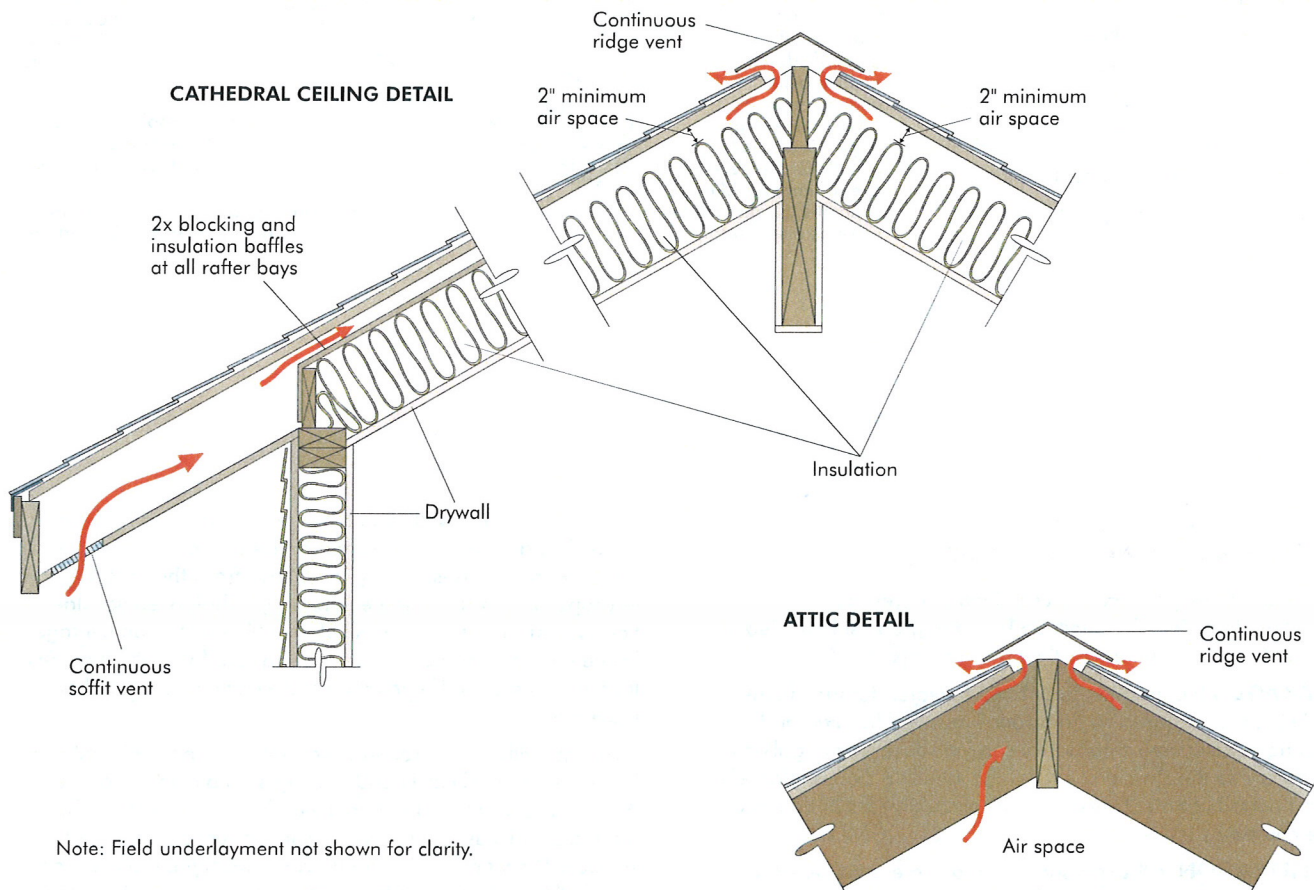 Continuous
ridge vent
CATHEDRAL CEILING DETAIL
2" minimum
air space
2" minimum
air space
2x blocking and
insulation baffles
at all rafter bays
Insulation
Drywall
Continuous
soffit vent
ATTIC DETAIL
Continuous
ridge vent
Air space
Note: Field underlayment not shown for clarity.